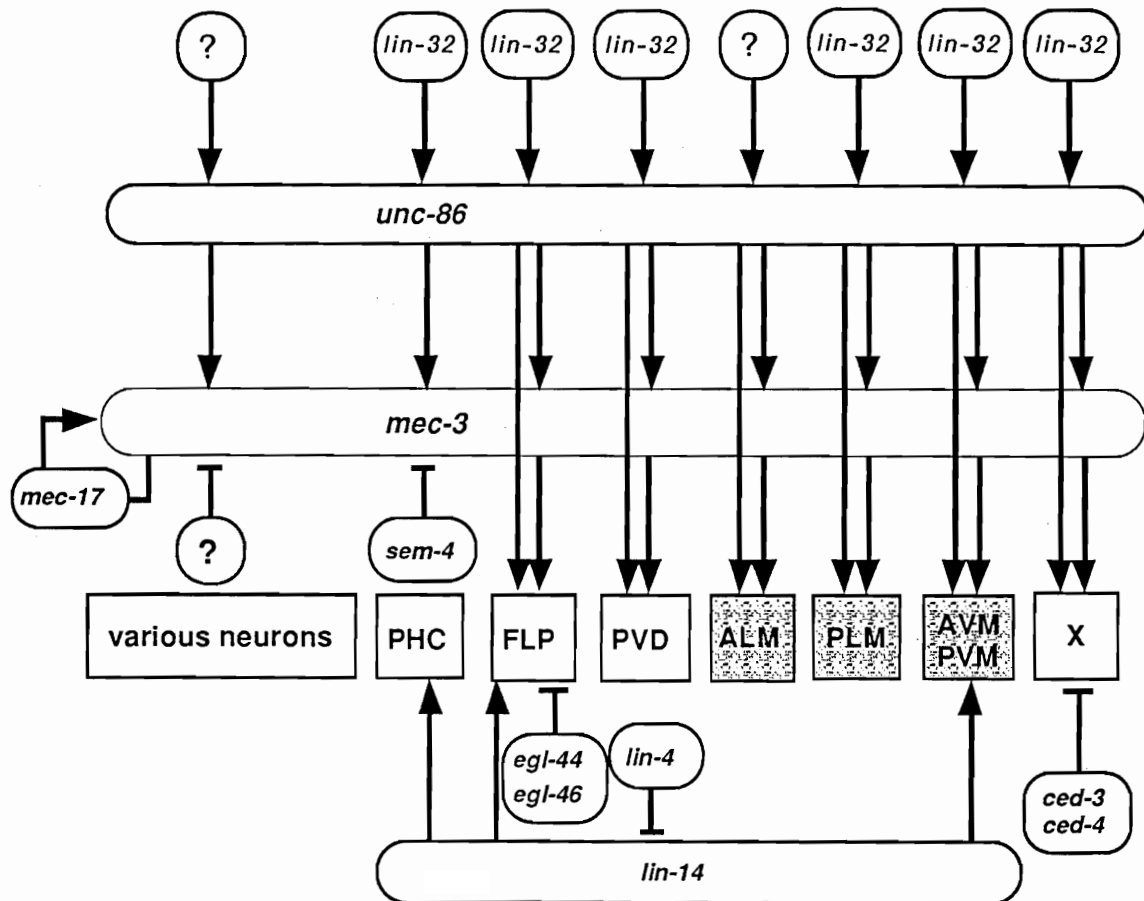 ?
lin-32
lin-32
lin-32
?
lin-32
lin-32
lin-32
unc-86
mec-3
mec-17
?
sem-4
various neurons
PHC
FLP
PVD
ALM
PLM
AVM
PVM
X
egl-44
egl-46
lin-4
ced-3
ced-4
lin-14